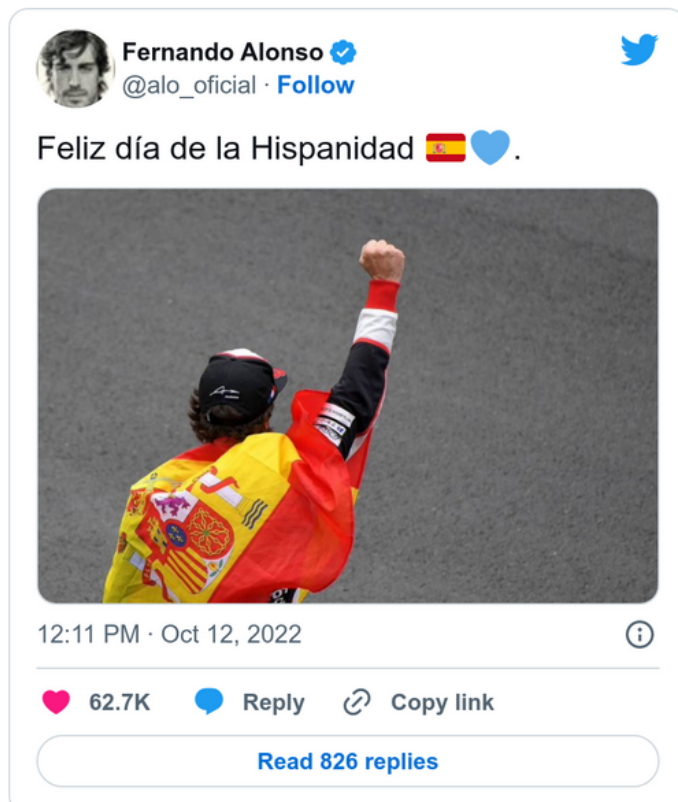 Fernando Alonso
@alo_oficial · Follow
Feliz día de la Hispanidad 🇪🇸💙.
12:11 PM · Oct 12, 2022
62.7K Reply Copy link
Read 826 replies